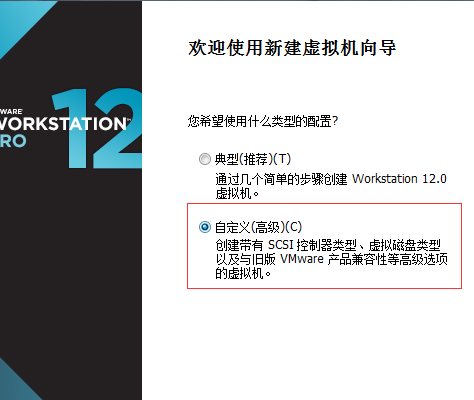 欢迎使用新建虚拟机向导
WARE
WORKSTATION™
RO
12
您希望使用什么类型的配置?
典型(推荐)(T)
通过几个简单的步骤创建 Workstation 12.0
虚拟机。
自定义(高级)(C)
创建带有 SCSI 控制器类型、虚拟磁盘类型
以及与旧版 VMware 产品兼容性等高级选项
的虚拟机。